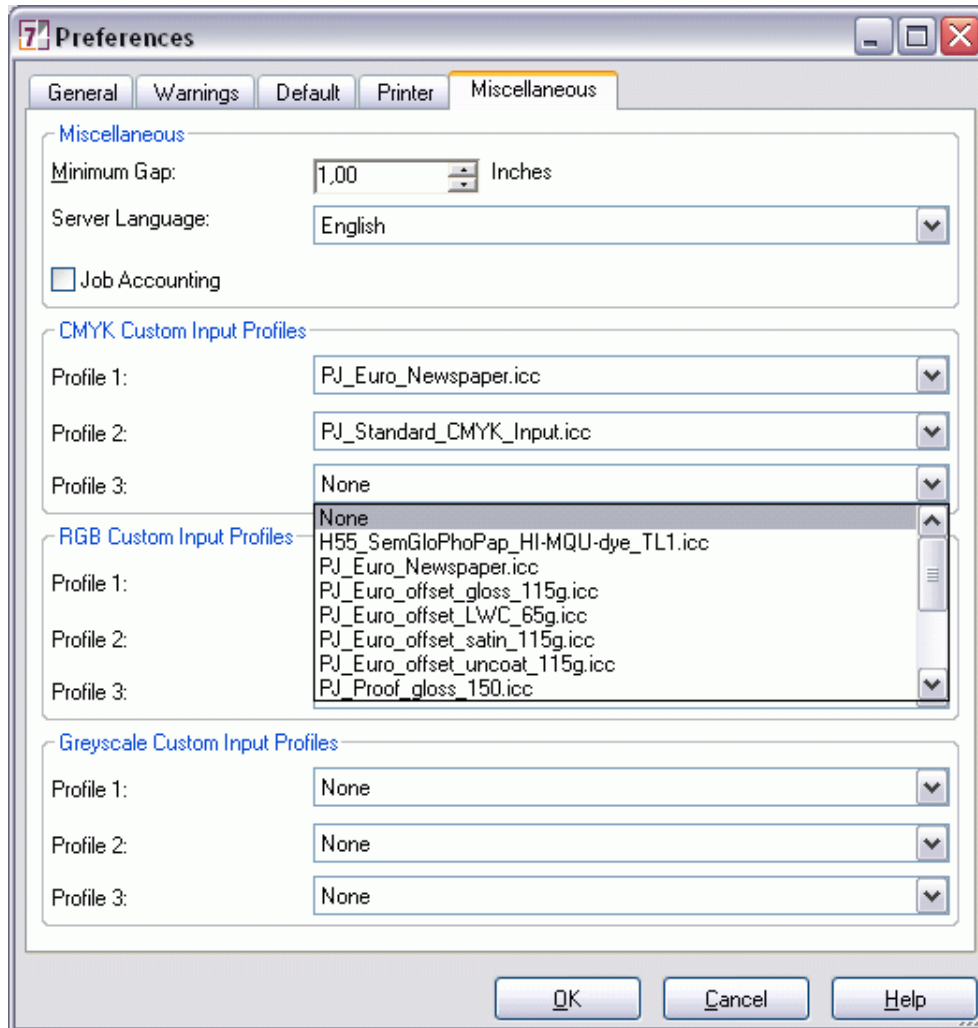 7 Preferences
General Warnings Default Printer Miscellaneous
Miscellaneous
Minimum Gap: 1,00 Inches
Server Language: English
Job Accounting
CMYK Custom Input Profiles
Profile 1: PJ_Euro_Newspaper.icc
Profile 2: PJ_Standard_CMYK_Input.icc
Profile 3: None
None
RGB Custom Input Profiles
H55_SemGloPhoPap_HI-MQU-dye_TL1.icc
PJ_Euro_Newspaper.icc
Profile 1:
PJ_Euro_offset_gloss_115g.icc
PJ_Euro_offset_LWC_65g.icc
Profile 2:
PJ_Euro_offset_satin_115g.icc
PJ_Euro_offset_uncoat_115g.icc
Profile 3:
PJ_Proof_gloss_150.icc
Greyscale Custom Input Profiles
Profile 1: None
Profile 2: None
Profile 3: None
OK Cancel Help